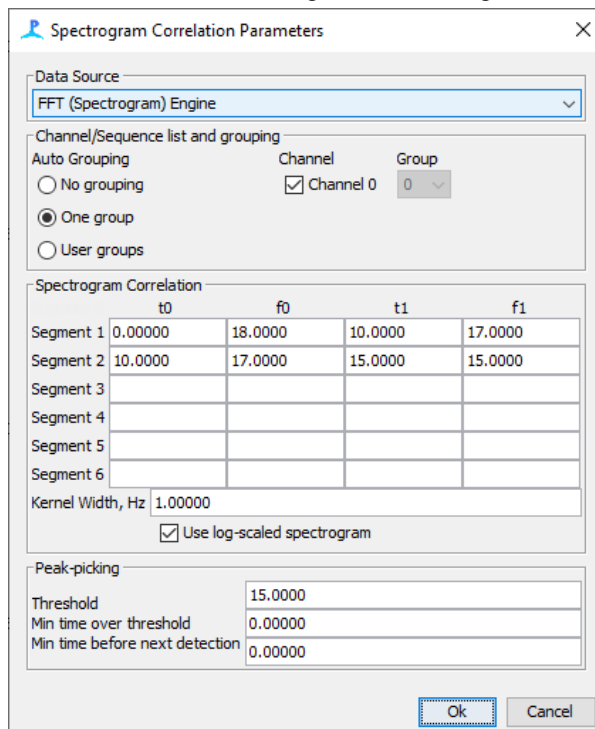 Spectrogram Correlation Parameters
Data Source
FFT (Spectrogram) Engine
Channel/Sequence list and grouping
Auto Grouping Channel Group
No grouping Channel 0 0
One group
User groups
Spectrogram Correlation
t0 f0 t1 f1
Segment 1 0.00000 18.0000 10.0000 17.0000
Segment 2 10.0000 17.0000 15.0000 15.0000
Segment 3
Segment 4
Segment 5
Segment 6
Kernel Width, Hz 1.00000
Use log-scaled spectrogram
Peak-picking
Threshold 15.0000
Min time over threshold 0.00000
Min time before next detection 0.00000
Ok Cancel